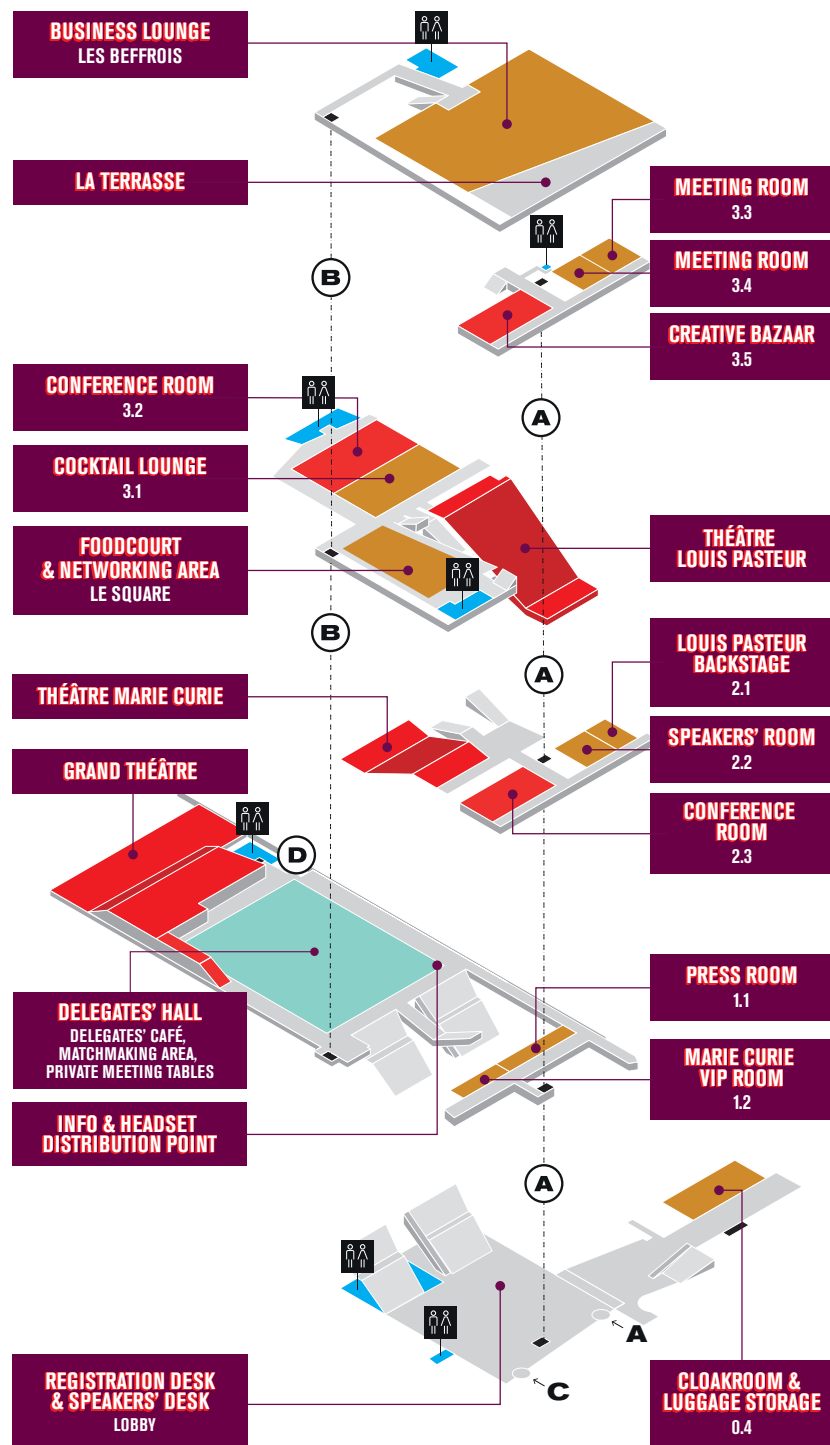 BUSINESS LOUNGE
LES BEFFROIS
LA TERRASSE
MEETING ROOM
3.3
MEETING ROOM
3.4
B
CREATIVE BAZAAR
3.5
CONFERENCE ROOM
3.2
A
COCKTAIL LOUNGE
3.1
FOODCOURT
& NETWORKING AREA
LE SQUARE
THÉÂTRE
LOUIS PASTEUR
B
LOUIS PASTEUR
BACKSTAGE
2.1
A
THÉÂTRE MARIE CURIE
SPEAKERS' ROOM
2.2
GRAND THÉÂTRE
CONFERENCE
ROOM
2.3
D
PRESS ROOM
1.1
DELEGATES' HALL
DELEGATES' CAFÉ,
MATCHMAKING AREA,
PRIVATE MEETING TABLES
MARIE CURIE
VIP ROOM
1.2
INFO & HEADSET
DISTRIBUTION POINT
A
A
C
REGISTRATION DESK
& SPEAKERS' DESK
LOBBY
CLOAKROOM &
LUGGAGE STORAGE
0.4